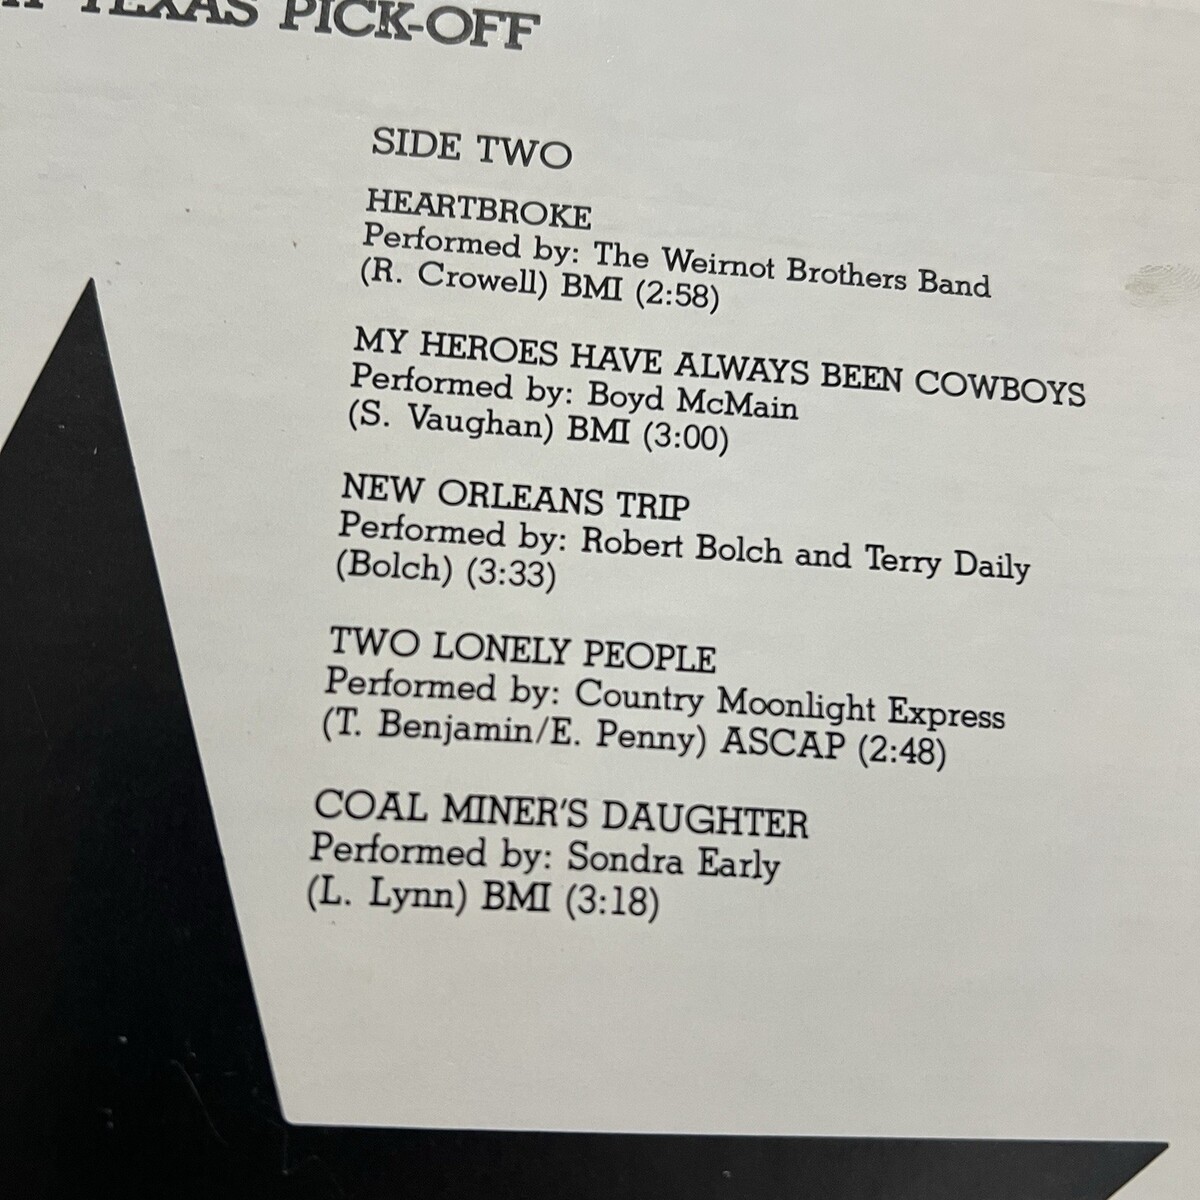 TEXAS PICK-OFF
SIDE TWO
HEARTBROKE
Performed by: The Weirnot Brothers Band
(R. Crowell) BMI (2:58)
MY HEROES HAVE ALWAYS BEEN COWBOYS
Performed by: Boyd McMain
(S. Vaughan) BMI (3:00)
NEW ORLEANS TRIP
Performed by: Robert Bolch and Terry Daily
(Bolch) (3:33)
TWO LONELY PEOPLE
Performed by: Country Moonlight Express
(T. Benjamin/E. Penny) ASCAP (2:48)
COAL MINER'S DAUGHTER
Performed by: Sondra Early
(L. Lynn) BMI (3:18)